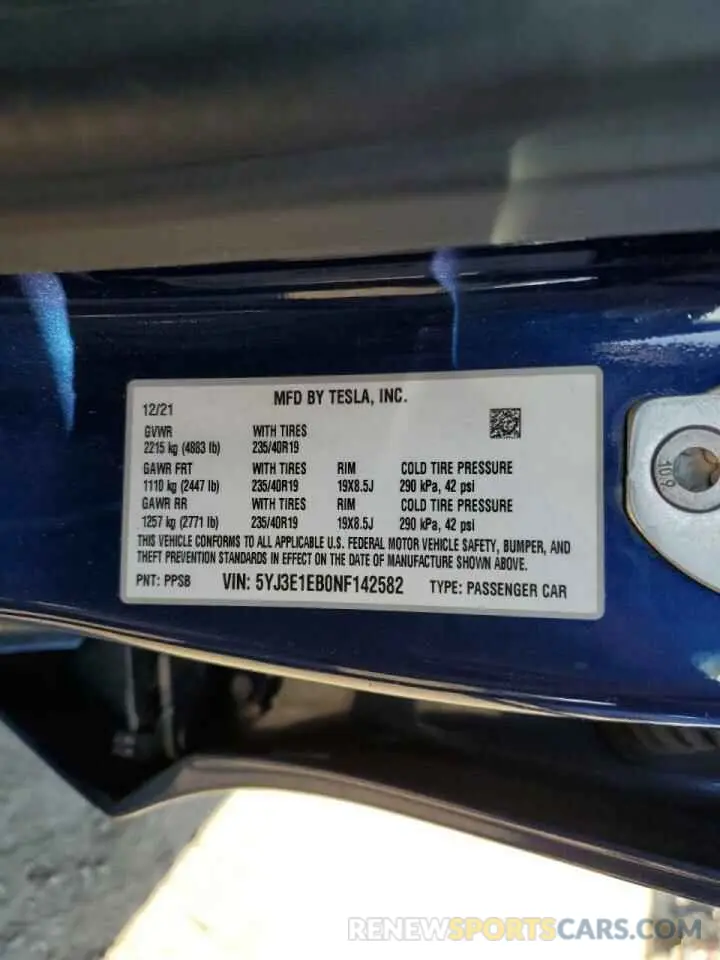 MFD BY TESLA, INC.
12/21
GVWR WITH TIRES
2215 kg (4883 lb) 235/40R19
GAWR FRT WITH TIRES RIM COLD TIRE PRESSURE
1110 kg (2447 lb) 235/40R19 19X8.5J 290 kPa, 42 psi
GAWR RR WITH TIRES RIM COLD TIRE PRESSURE
1257 kg (2771 lb) 235/40R19 19X8.5J 290 kPa, 42 psi
THIS VEHICLE CONFORMS TO ALL APPLICABLE U.S. FEDERAL MOTOR VEHICLE SAFETY, BUMPER, AND
THEFT PREVENTION STANDARDS IN EFFECT ON THE DATE OF MANUFACTURE SHOWN ABOVE.
PNT: PPSB VIN: 5YJ3E1EB0NF142582 TYPE: PASSENGER CAR
10.9
RENEWSPORTSCARS.COM